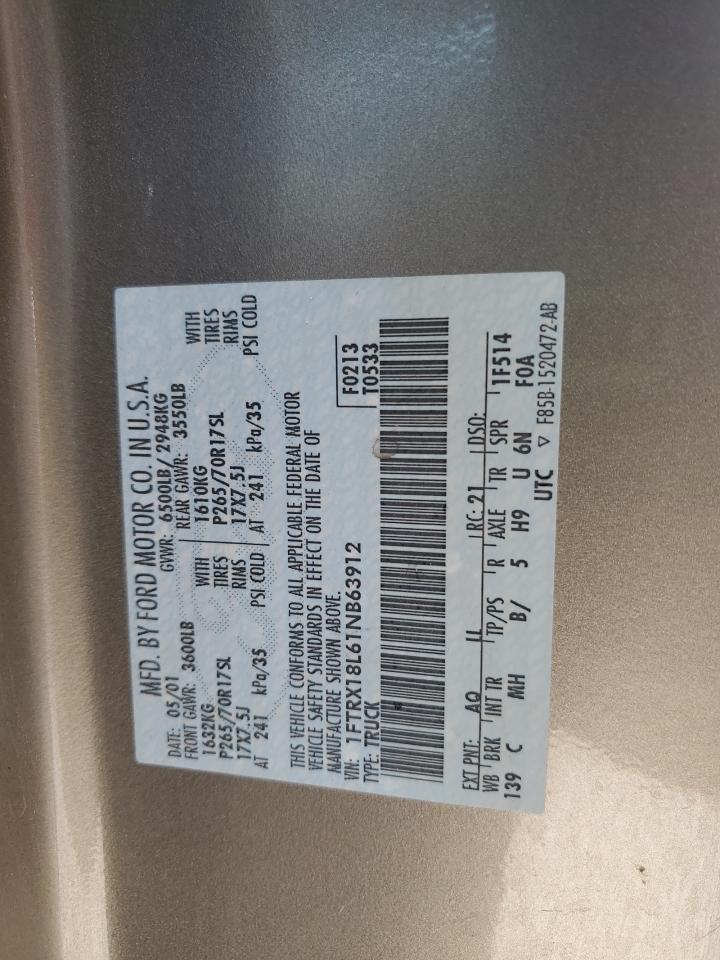 MFD. BY FORD MOTOR CO. IN U.S.A.
DATE: 05/01 GVWR: 6500LB/2948KG
FRONT GAWR: 3600LB REAR GAWR: 3550LB
1632KG WITH 1610KG WITH
P265/70R17SL TIRES P265/70R17SL TIRES
17X7.5J RIMS 17X7.5J RIMS
AT 241 kPa/35 PSI COLD AT 241 kPa/35 PSI COLD
THIS VEHICLE CONFORMS TO ALL APPLICABLE FEDERAL MOTOR
VEHICLE SAFETY STANDARDS IN EFFECT ON THE DATE OF
MANUFACTURE SHOWN ABOVE.
VIN: 1FTRX18L61NB63912 F0213
TYPE: TRUCK T0533
EXT PNT: AQ LL RC: 21 DSO:
WB BRK INT TR TP/PS R AXLE TR SPR 1F514
139 C MH B/ 5 H9 U 6N F0A
UTC ▽ F85B-1520472-AB